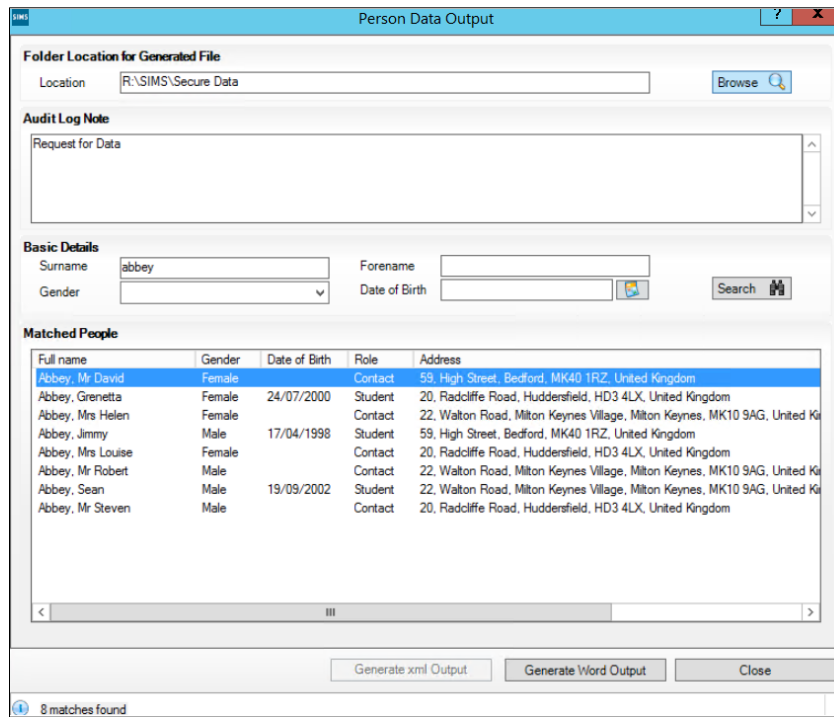 SIMS
Person Data Output
? X
Folder Location for Generated File
Location R:\SIMS\Secure Data Browse
Audit Log Note
Request for Data
Basic Details
Surname abbey Forename
Gender Date of Birth Search
Matched People
Full name Gender Date of Birth Role Address
Abbey, Mr David Female Contact 59, High Street, Bedford, MK40 1RZ, United Kingdom
Abbey, Grenetta Female 24/07/2000 Student 20, Radcliffe Road, Huddersfield, HD3 4LX, United Kingdom
Abbey, Mrs Helen Female Contact 22, Walton Road, Milton Keynes Village, Milton Keynes, MK10 9AG, United Ki
Abbey, Jimmy Male 17/04/1998 Student 59, High Street, Bedford, MK40 1RZ, United Kingdom
Abbey, Mrs Louise Female Contact 20, Radcliffe Road, Huddersfield, HD3 4LX, United Kingdom
Abbey, Mr Robert Male Contact 22, Walton Road, Milton Keynes Village, Milton Keynes, MK10 9AG, United Ki
Abbey, Sean Male 19/09/2002 Student 22, Walton Road, Milton Keynes Village, Milton Keynes, MK10 9AG, United Ki
Abbey, Mr Steven Male Contact 20, Radcliffe Road, Huddersfield, HD3 4LX, United Kingdom
Generate xml Output Generate Word Output Close
8 matches found